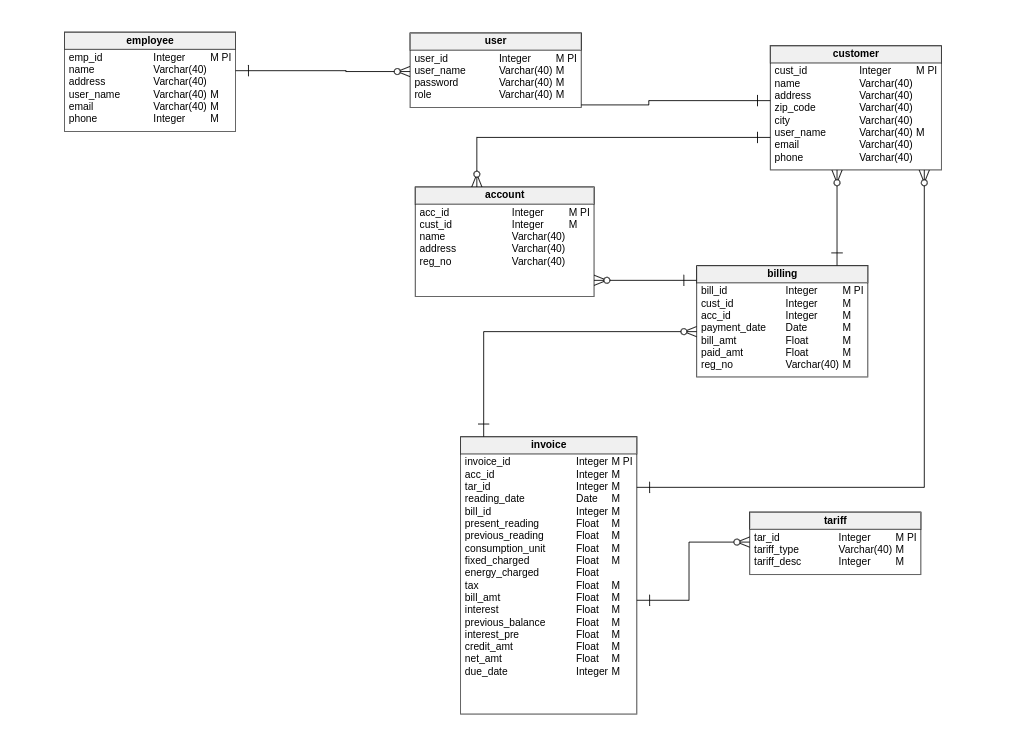 employee
emp_id Integer M PI
name Varchar(40)
address Varchar(40)
user_name Varchar(40) M
email Varchar(40) M
phone Integer M
user
user_id Integer M PI
user_name Varchar(40) M
password Varchar(40) M
role Varchar(40) M
customer
cust_id Integer M PI
name Varchar(40)
address Varchar(40)
zip_code Varchar(40)
city Varchar(40)
user_name Varchar(40) M
email Varchar(40)
phone Varchar(40)
account
acc_id Integer M PI
cust_id Integer M
name Varchar(40)
address Varchar(40)
reg_no Varchar(40)
billing
bill_id Integer M PI
cust_id Integer M
acc_id Integer M
payment_date Date M
bill_amt Float M
paid_amt Float M
reg_no Varchar(40) M
invoice
invoice_id Integer M PI
acc_id Integer M
tar_id Integer M
reading_date Date M
bill_id Integer M
present_reading Float M
previous_reading Float M
consumption_unit Float M
fixed_charged Float M
energy_charged Float
tax Float M
bill_amt Float M
interest Float M
previous_balance Float M
interest_pre Float M
credit_amt Float M
net_amt Float M
due_date Integer M
tariff
tar_id Integer M PI
tariff_type Varchar(40) M
tariff_desc Integer M